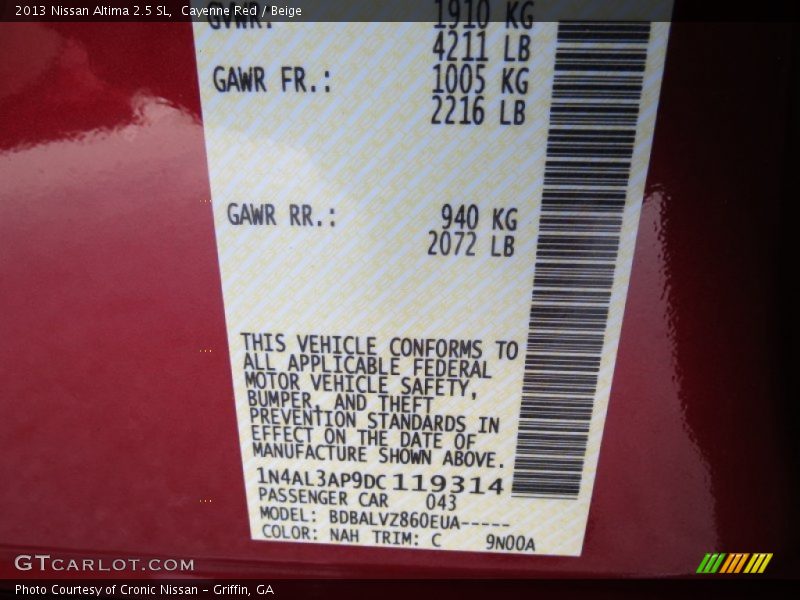 2013 Nissan Altima 2.5 SL,  Cayenne Red / Beige
GVWR: 1910 KG
4211 LB
GAWR FR.: 1005 KG
2216 LB
GAWR RR.: 940 KG
2072 LB
THIS VEHICLE CONFORMS TO
ALL APPLICABLE FEDERAL
MOTOR VEHICLE SAFETY,
BUMPER, AND THEFT
PREVENTION STANDARDS IN
EFFECT ON THE DATE OF
MANUFACTURE SHOWN ABOVE.
1N4AL3AP9DC119314
PASSENGER CAR 043
MODEL: BDBALVZ860EUA-----
COLOR: NAH TRIM: C 9N00A
GTCARLOT.COM
Photo Courtesy of Cronic Nissan - Griffin, GA